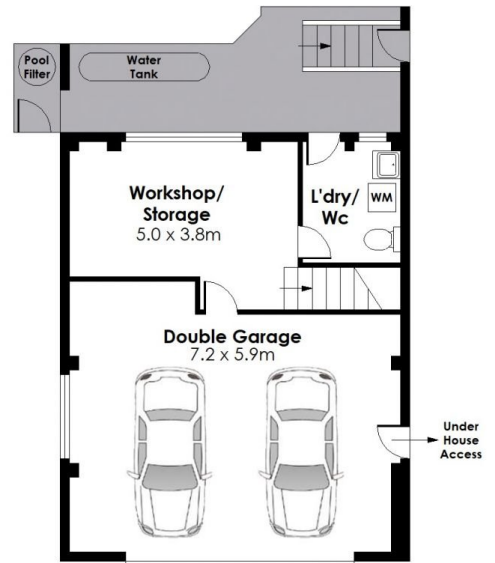 Pool
Filter
Water
Tank
Workshop/
Storage
5.0 x 3.8m
L'dry/
Wc
WM
Double Garage
7.2 x 5.9m
Under
House
Access